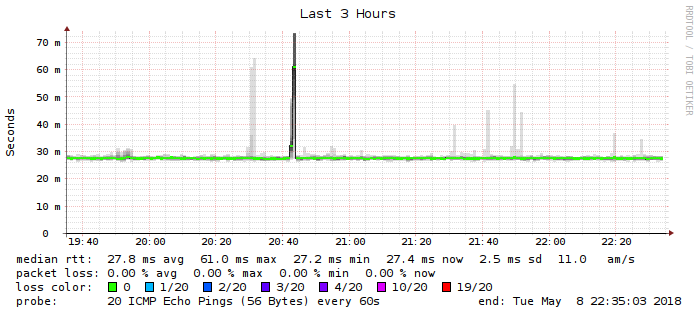 Last 3 Hours
RRDTOOL / TOBI OETIKER
Seconds
70 m
60 m
50 m
40 m
30 m
20 m
10 m
0
19:40 20:00 20:20 20:40 21:00 21:20 21:40 22:00 22:20
median rtt: 27.8 ms avg 61.0 ms max 27.2 ms min 27.4 ms now 2.5 ms sd 11.0 am/s
packet loss: 0.00 % avg 0.00 % max 0.00 % min 0.00 % now
loss color: 0 1/20 2/20 3/20 4/20 10/20 19/20
probe: 20 ICMP Echo Pings (56 Bytes) every 60s end: Tue May 8 22:35:03 2018